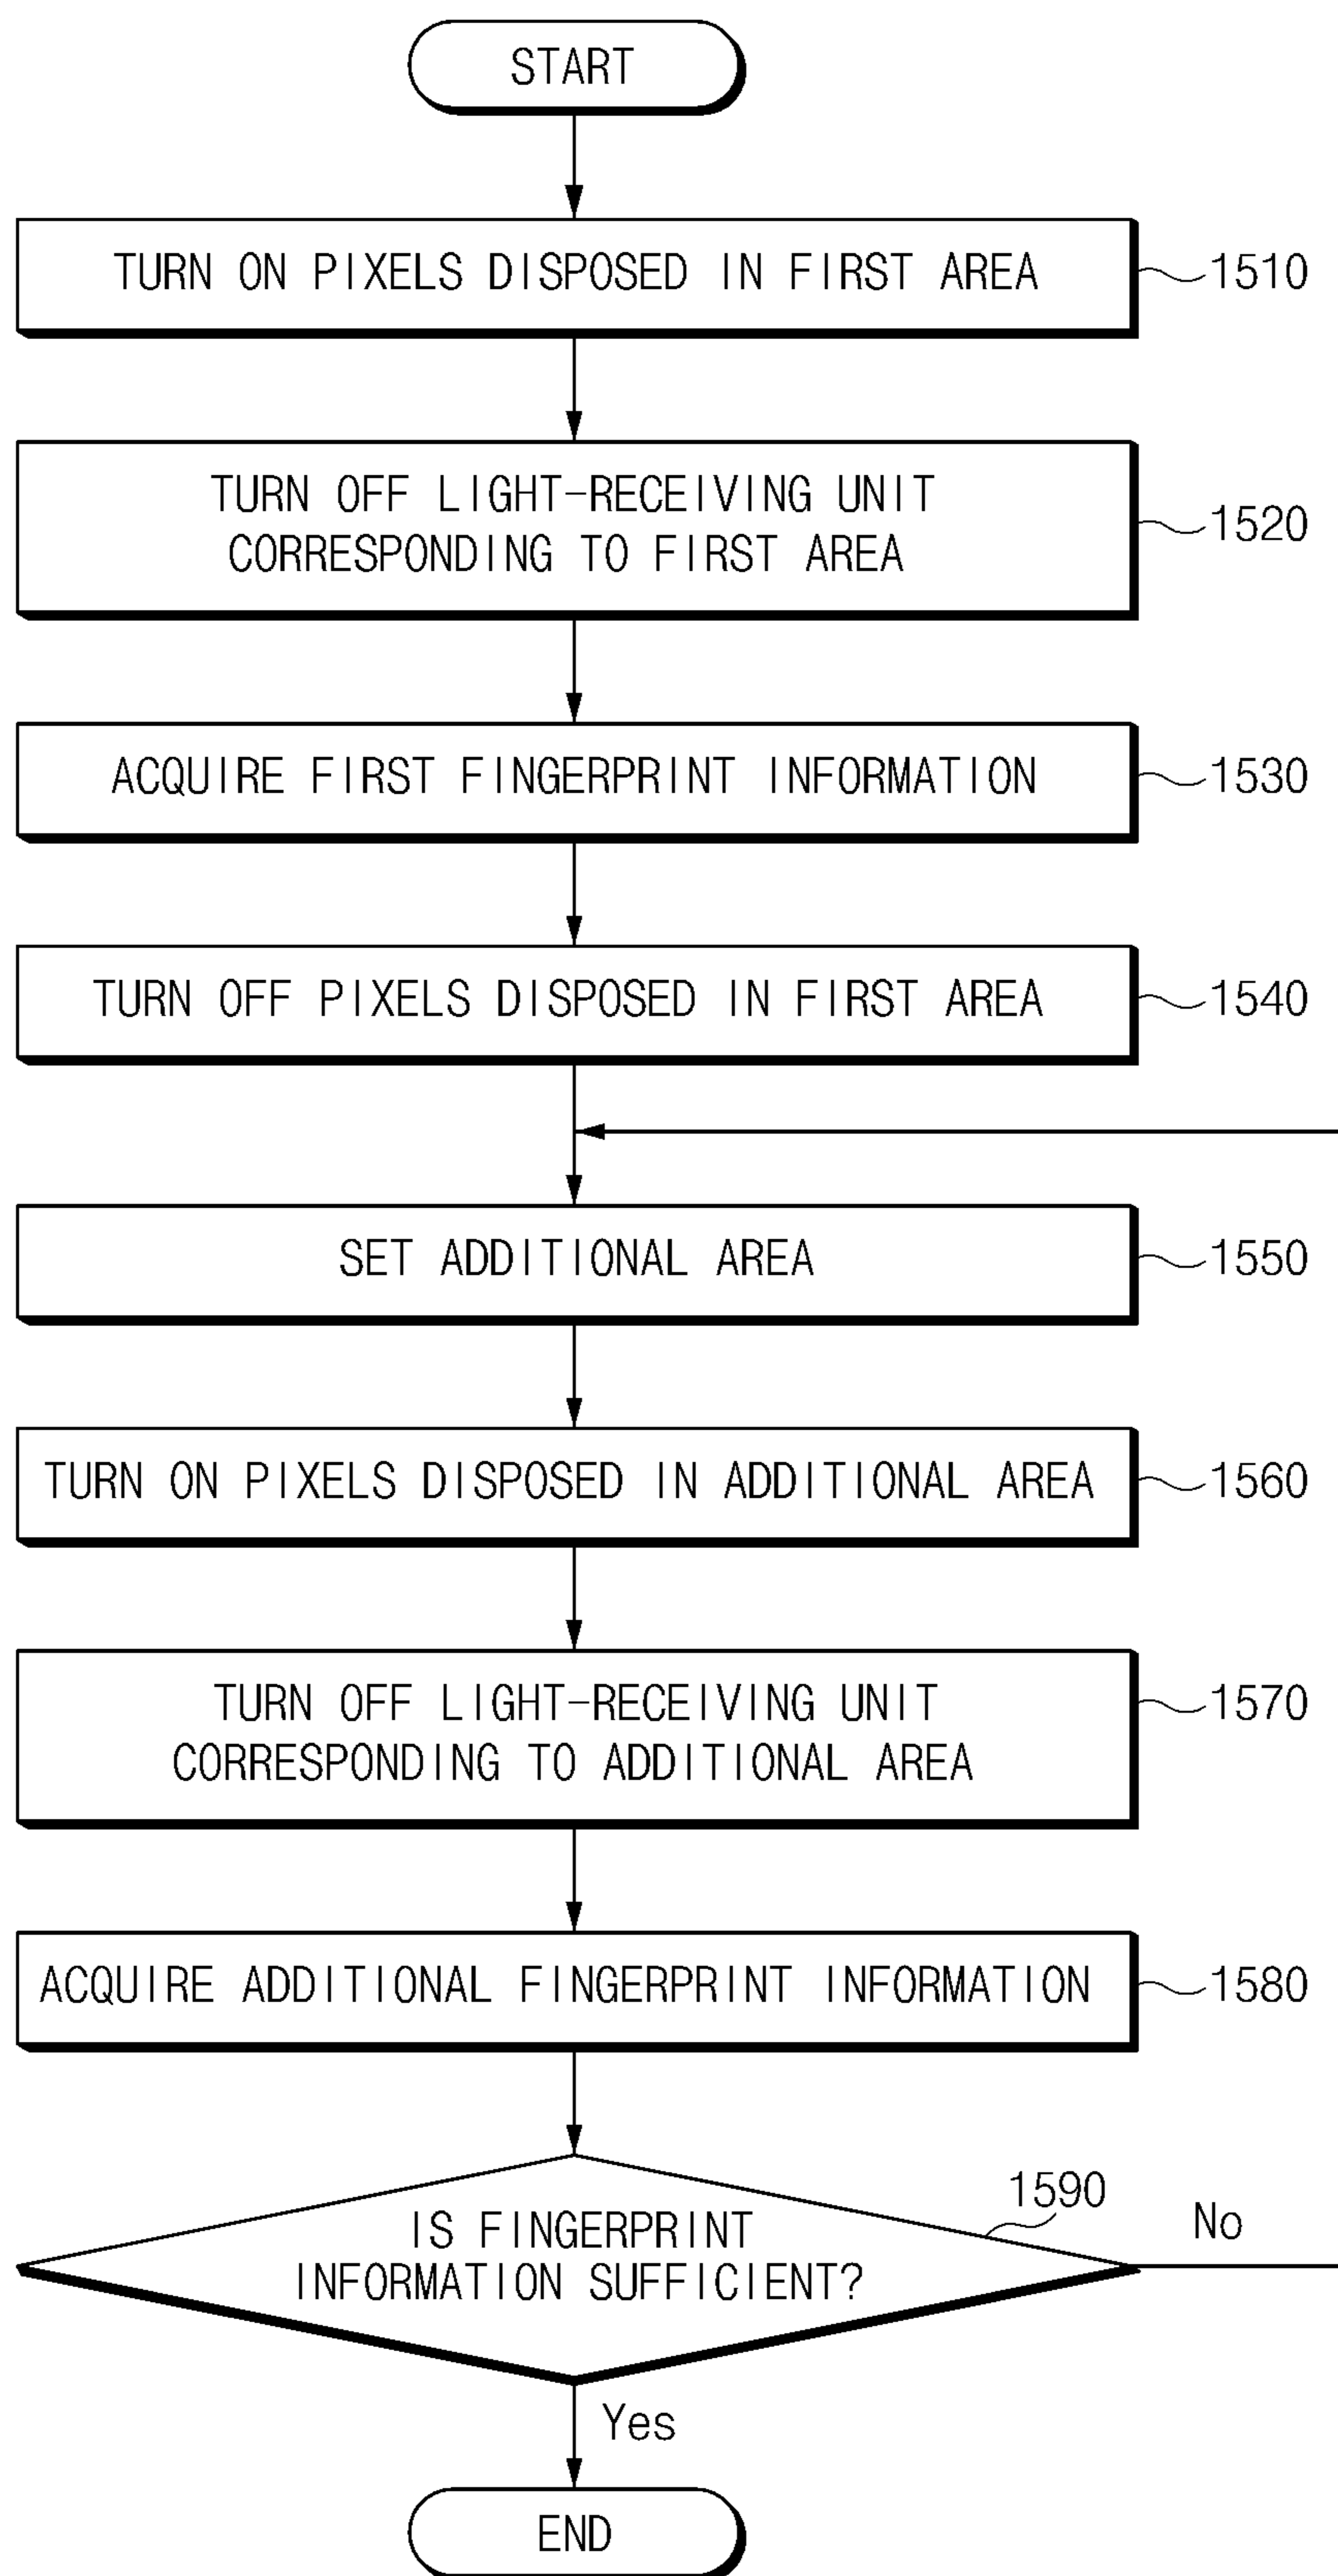 START
TURN ON PIXELS DISPOSED IN FIRST AREA
1510
TURN OFF LIGHT-RECEIVING UNIT
CORRESPONDING TO FIRST AREA
1520
ACQUIRE FIRST FINGERPRINT INFORMATION
1530
TURN OFF PIXELS DISPOSED IN FIRST AREA
1540
SET ADDITIONAL AREA
1550
TURN ON PIXELS DISPOSED IN ADDITIONAL AREA
1560
TURN OFF LIGHT-RECEIVING UNIT
CORRESPONDING TO ADDITIONAL AREA
1570
ACQUIRE ADDITIONAL FINGERPRINT INFORMATION
1580
1590
IS FINGERPRINT
INFORMATION SUFFICIENT?
No
Yes
END